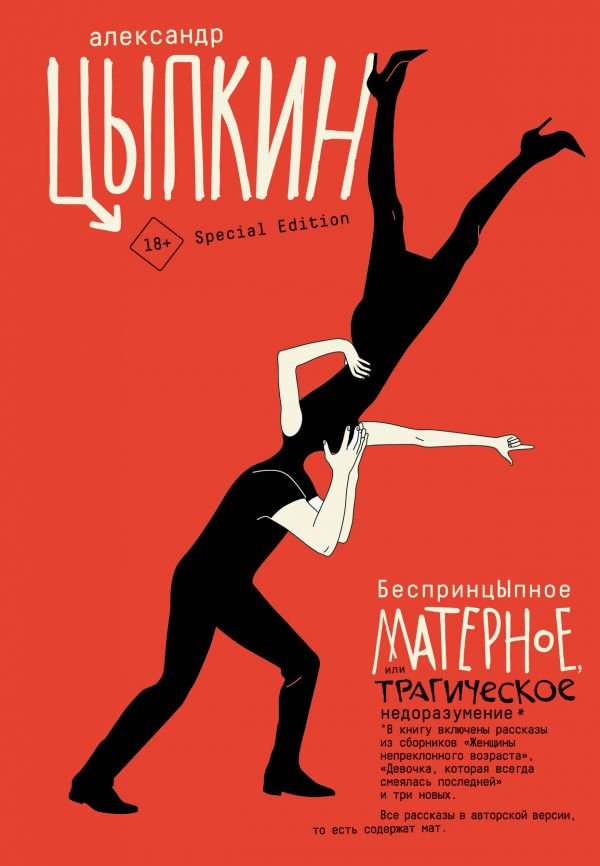 александр
ЦЫПКИН
18+ Special Edition
БеспринцЫпное
МАТЕРНОЕ,
или
ТРАГИЧЕСКОЕ
недоразумение*
*В книгу включены рассказы
из сборников «Женщины
непреклонного возраста»,
«Девочка, которая всегда
смеялась последней»
и три новых.
Все рассказы в авторской версии,
то есть содержат мат.